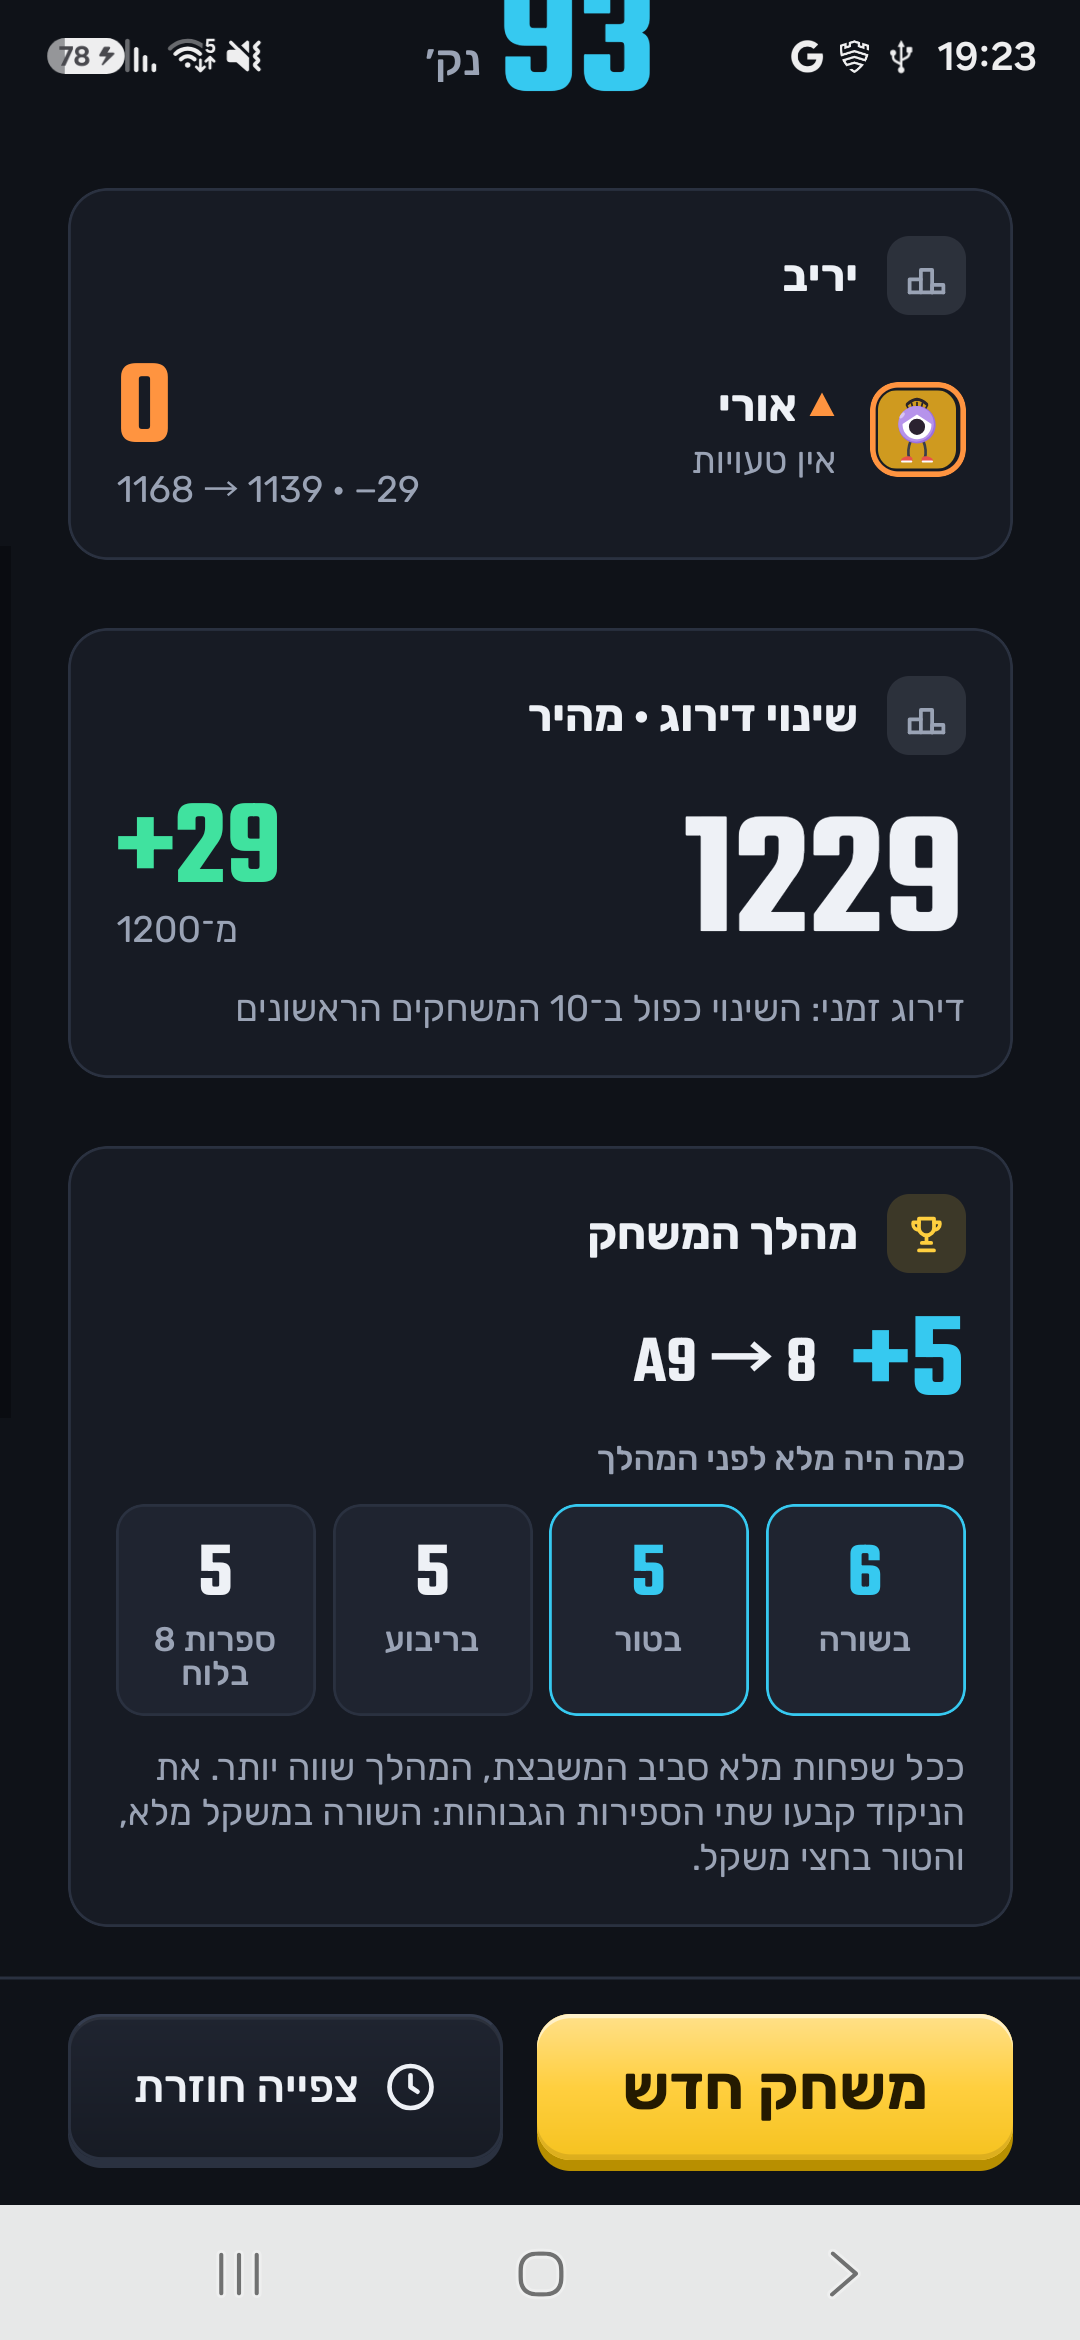 19:23
78
5
93 נק׳
יריב
אורי
אין טעויות
0
1168 → 1139 • −29
שינוי דירוג • מהיר
1229
+29
מ־1200
דירוג זמני: השינוי כפול ב־10 המשחקים הראשונים
מהלך המשחק
+5
A9 → 8
כמה היה מלא לפני המהלך
6
בשורה
5
בטור
5
בריבוע
5
ספרות 8
בלוח
ככל שפחות מלא סביב המשבצת, המהלך שווה יותר. את
הניקוד קבעו שתי הספירות הגבוהות: השורה במשקל מלא,
והטור בחצי משקל.
משחק חדש
צפייה חוזרת